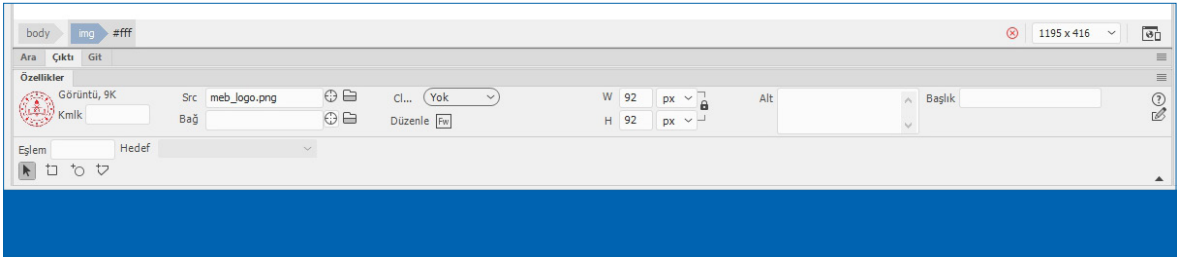 body img #fff 1195 x 416
Ara Çıktı Git
Özellikler
Görüntü, 9K Src meb_logo.png Cl... Yok W 92 px Alt Başlık
Kmlk Bağ Düzenle Fw H 92 px
Eşlem Hedef